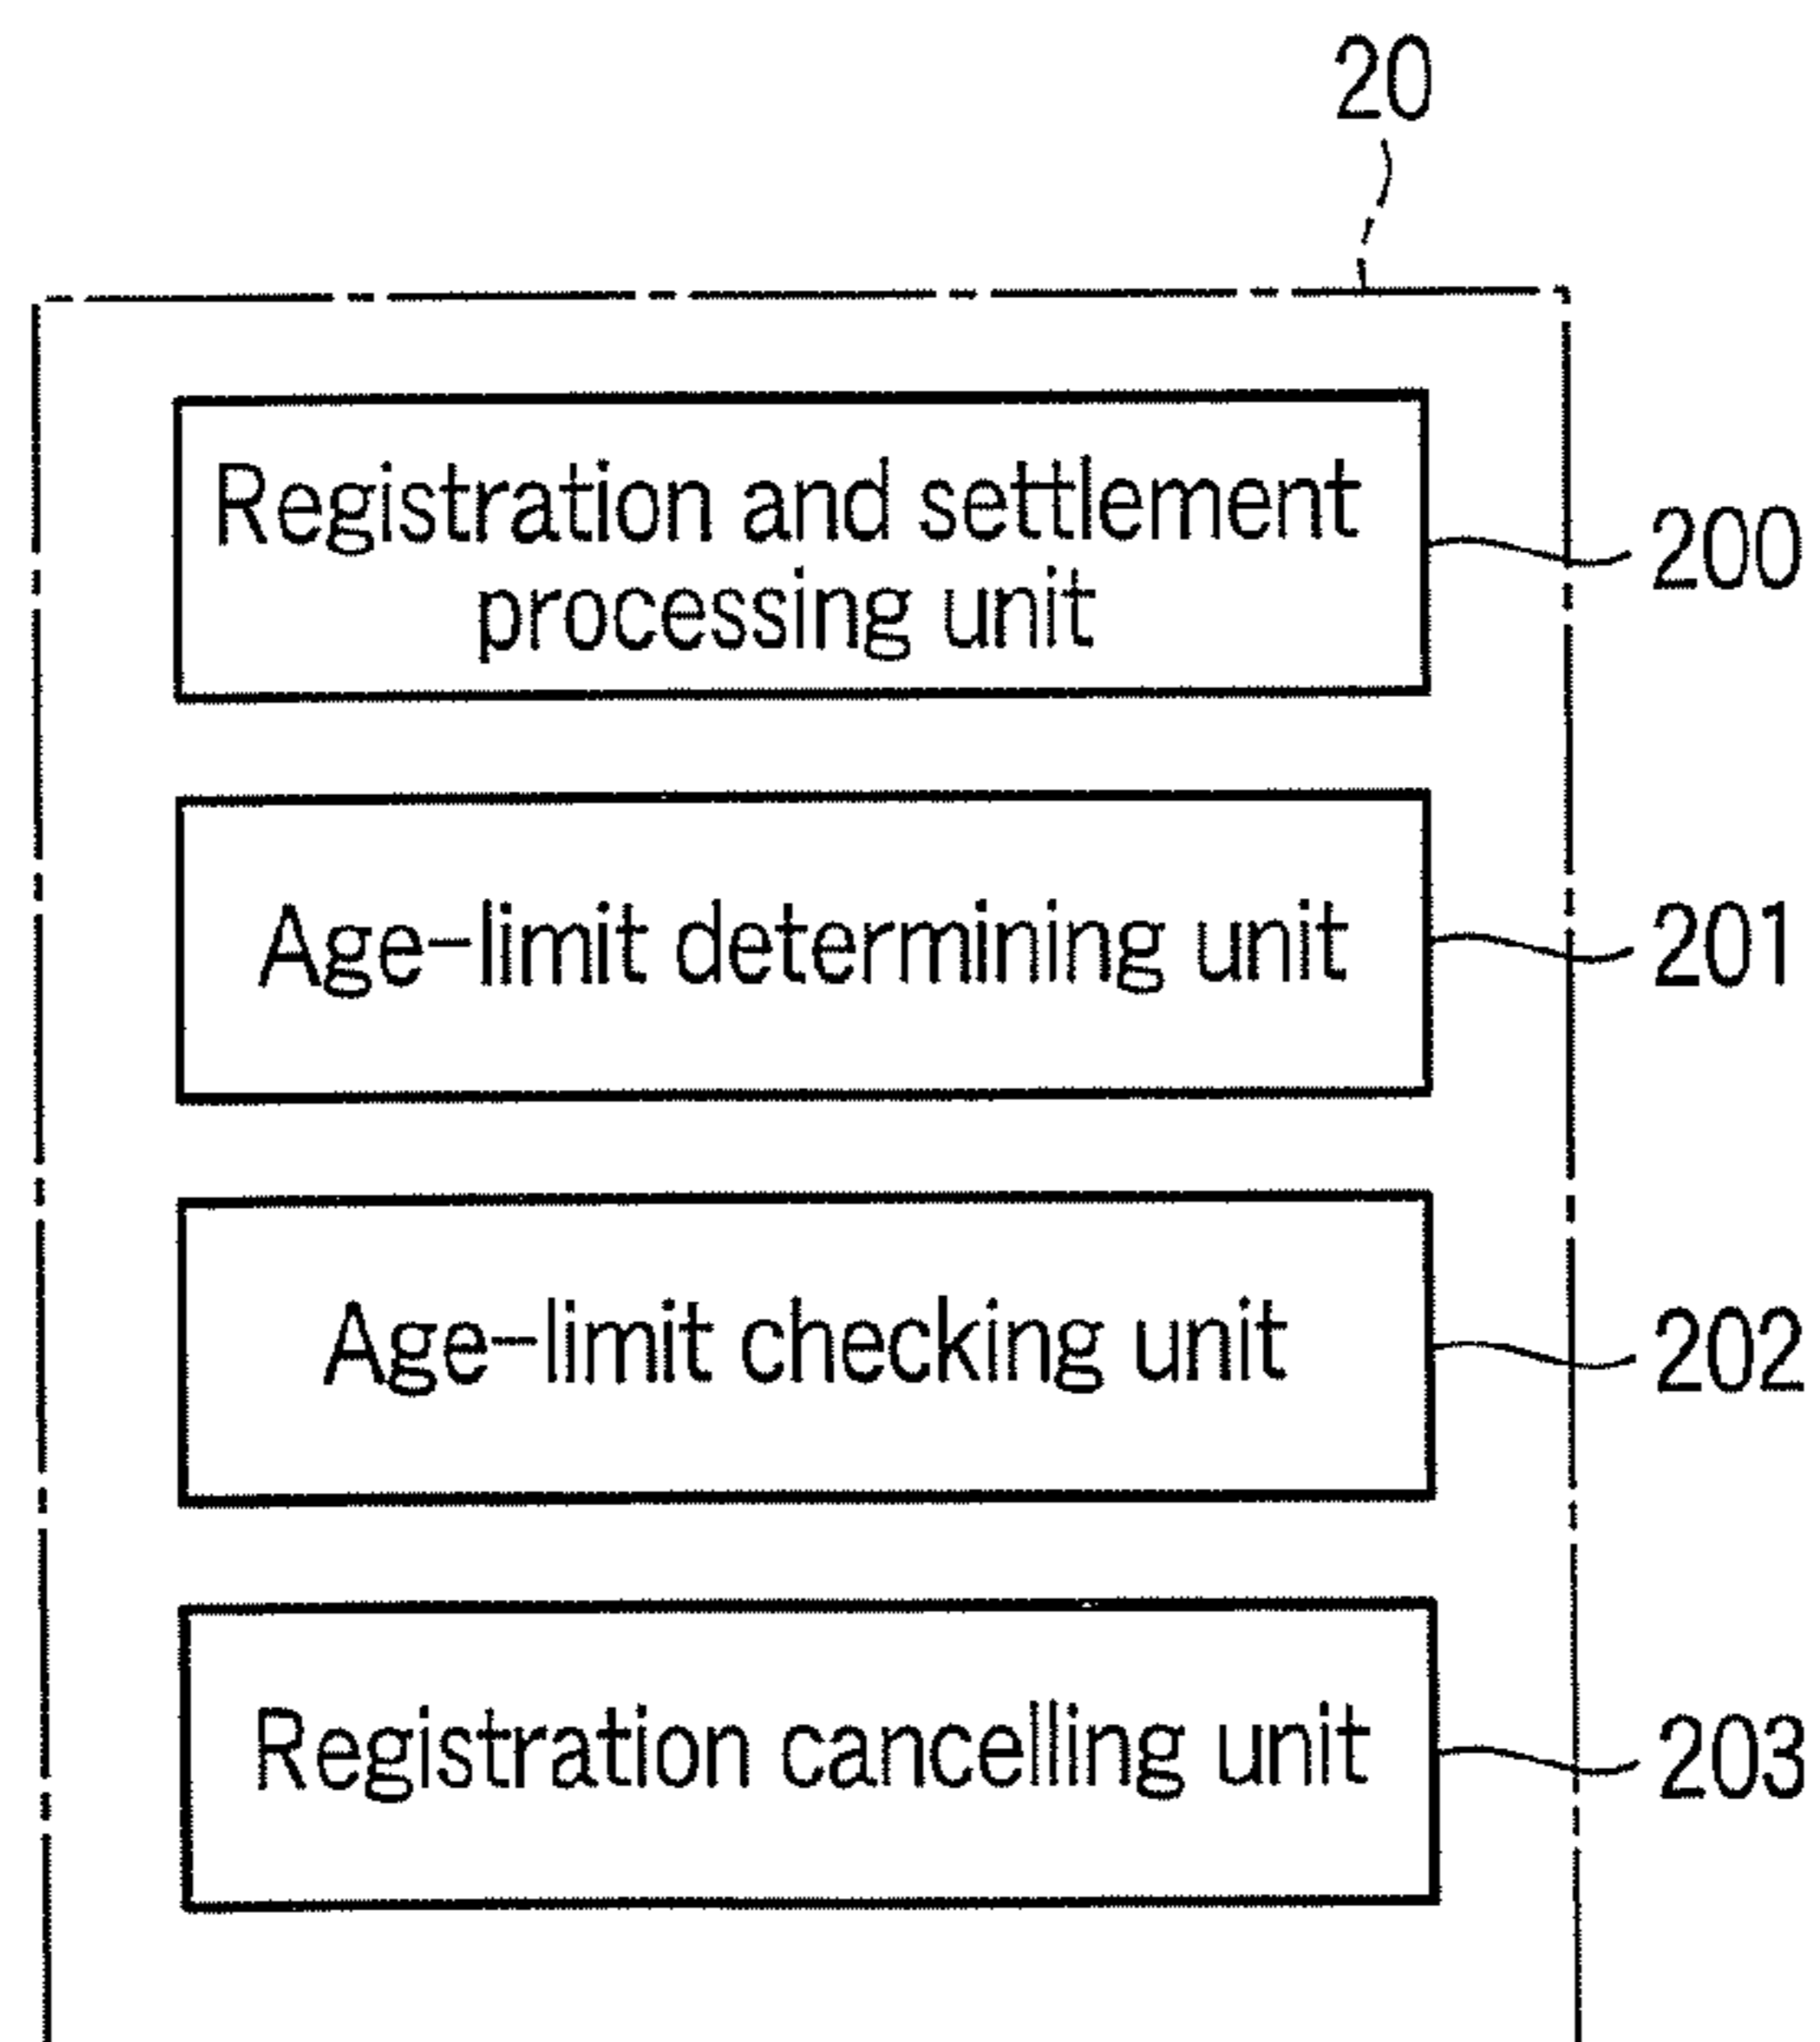 20
Registration and settlement
processing unit
200
Age-limit determining unit
201
Age-limit checking unit
202
Registration cancelling unit
203